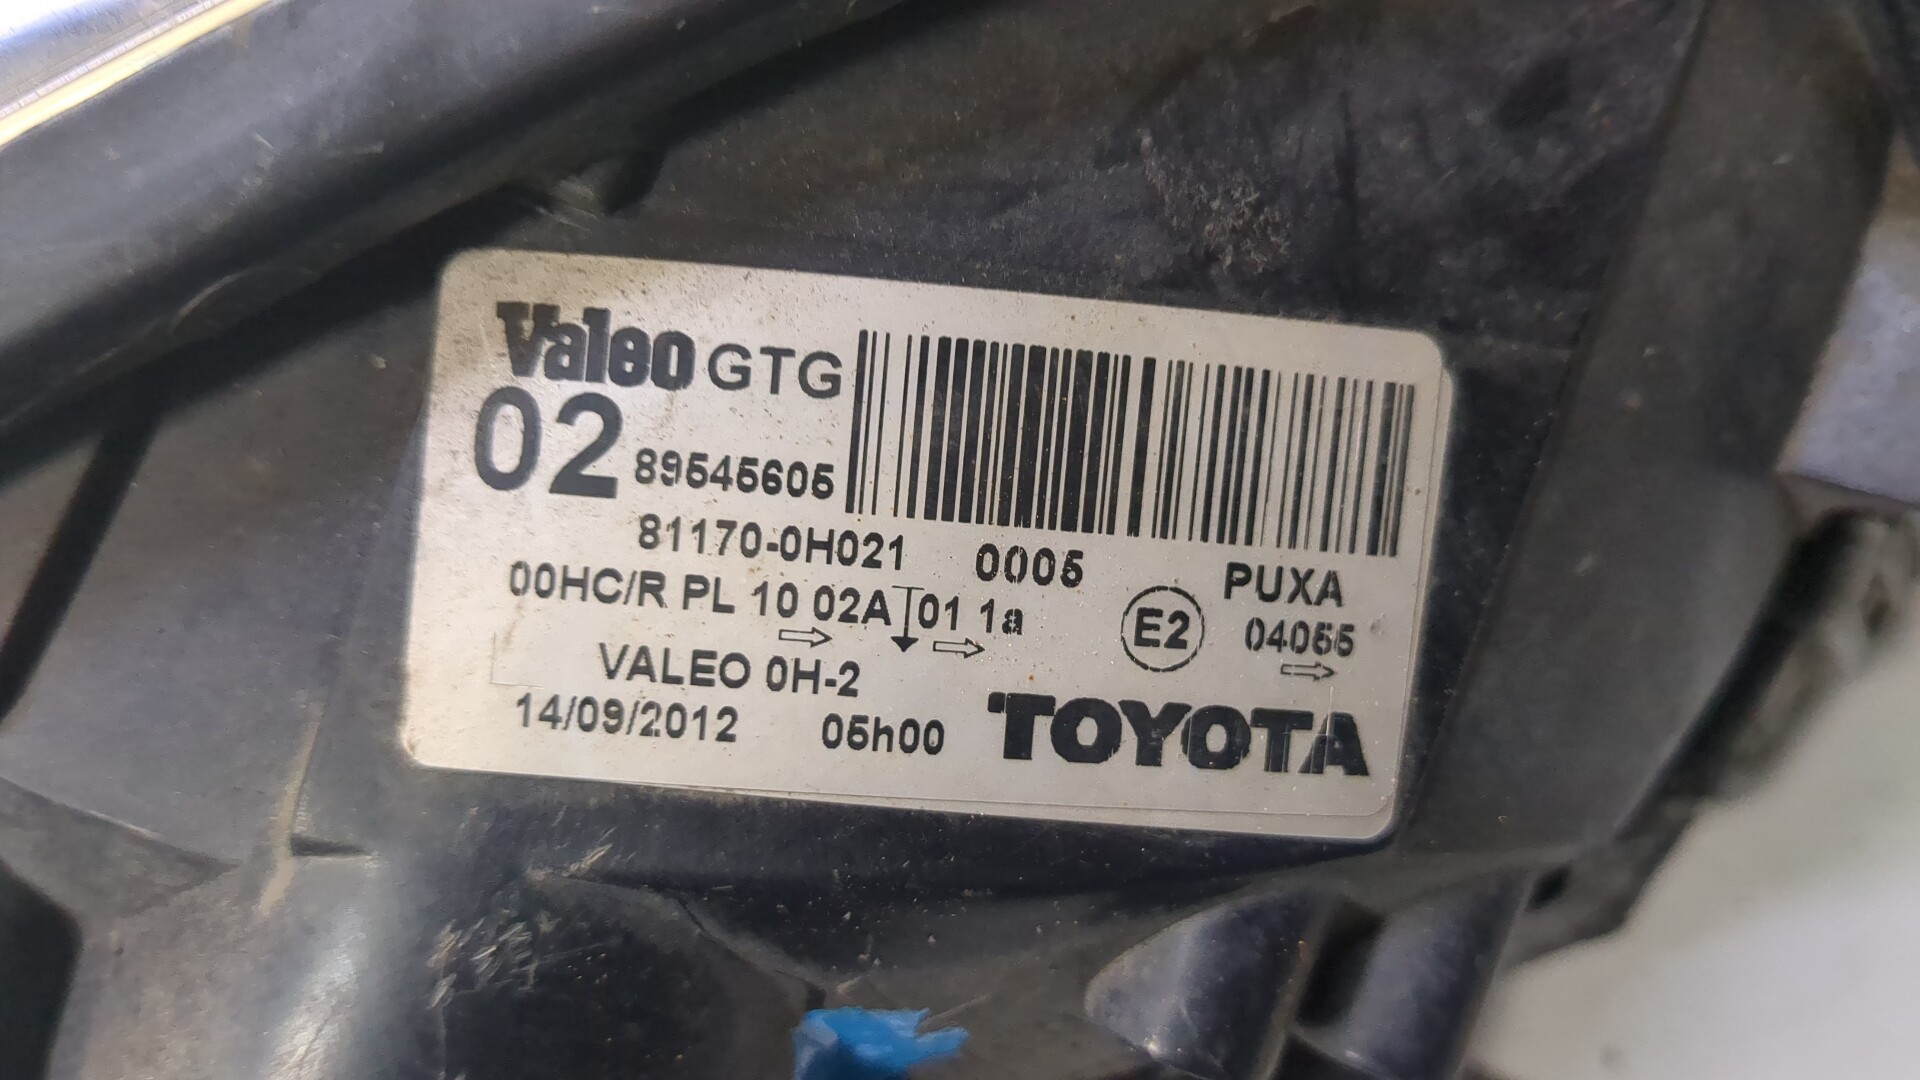 Valeo GTG
02 89545605
81170-0H021 0005 PUXA
00HC/R PL 10 02A 01 1a E2 04055
VALEO 0H-2
14/09/2012 05h00 TOYOTA